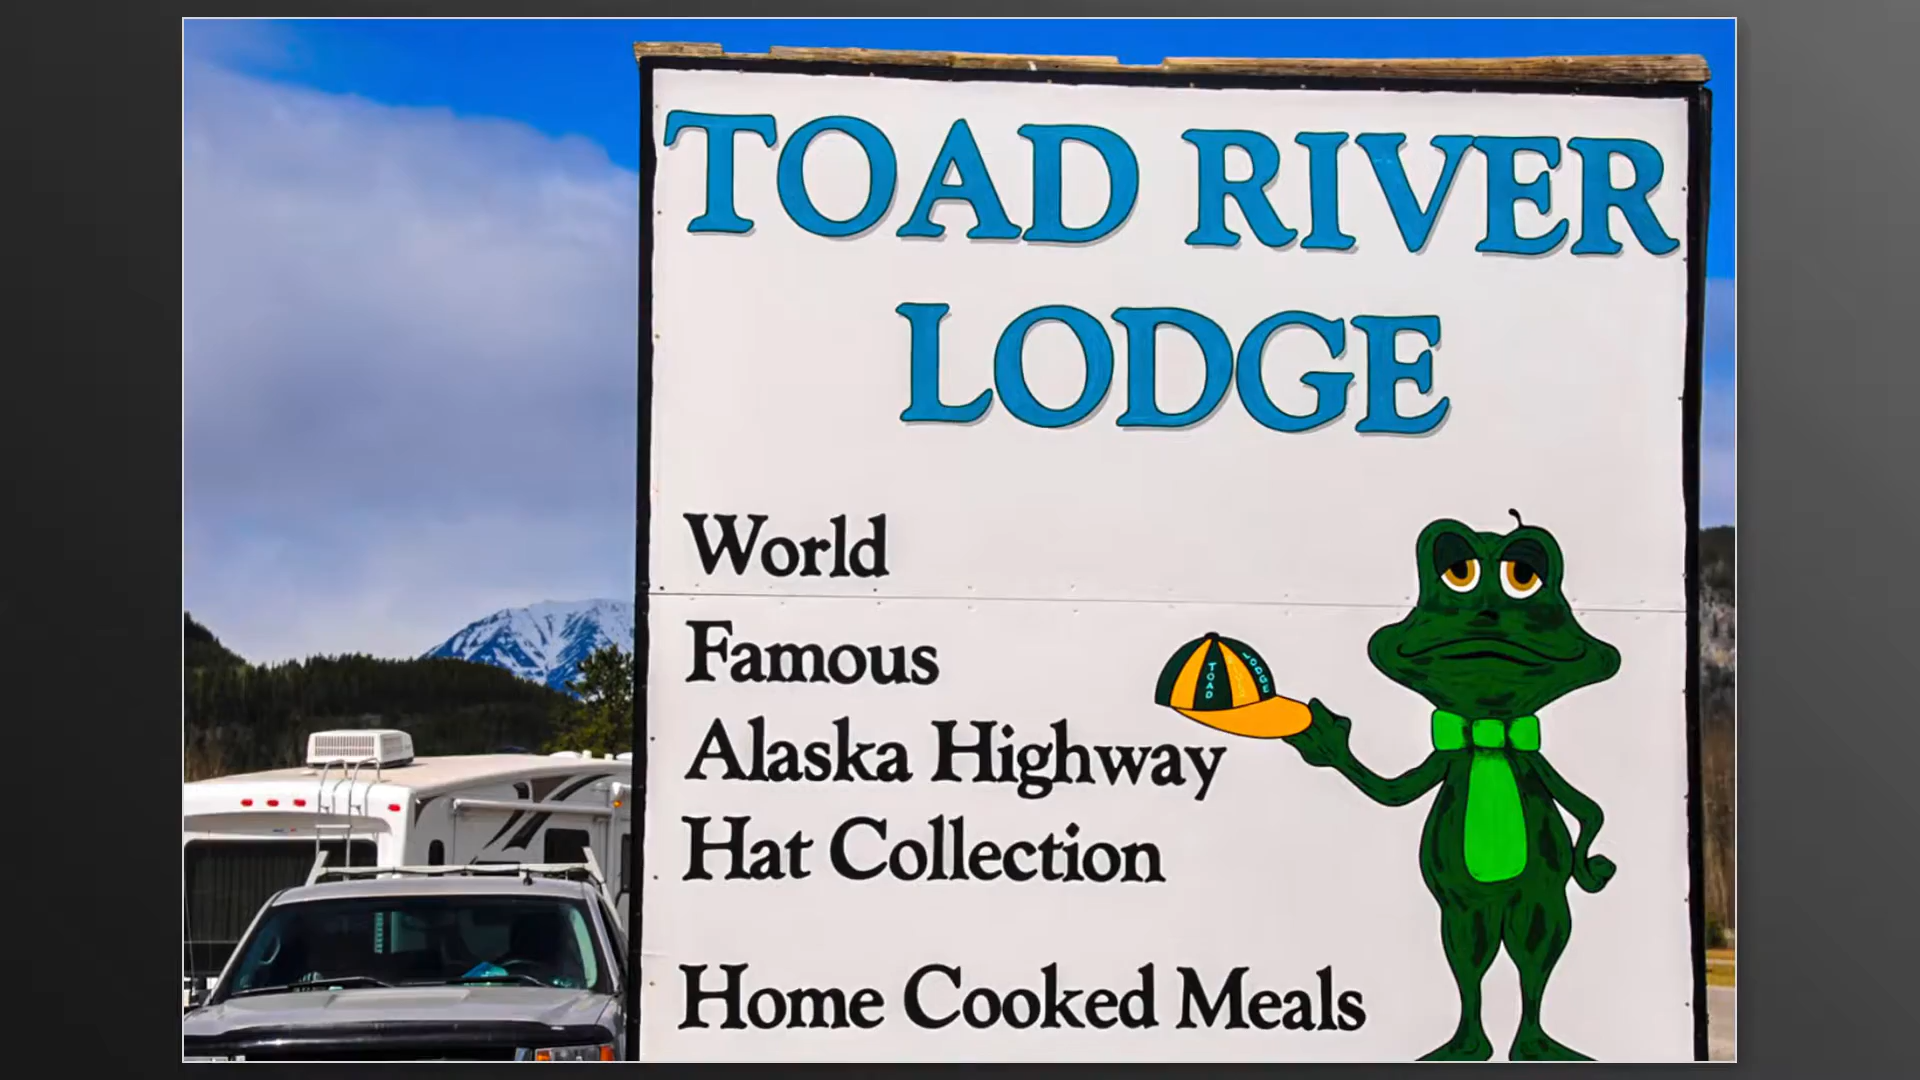 TOAD RIVER
LODGE
World
Famous
Alaska Highway
Hat Collection
Home Cooked Meals
TOAD
LODGE